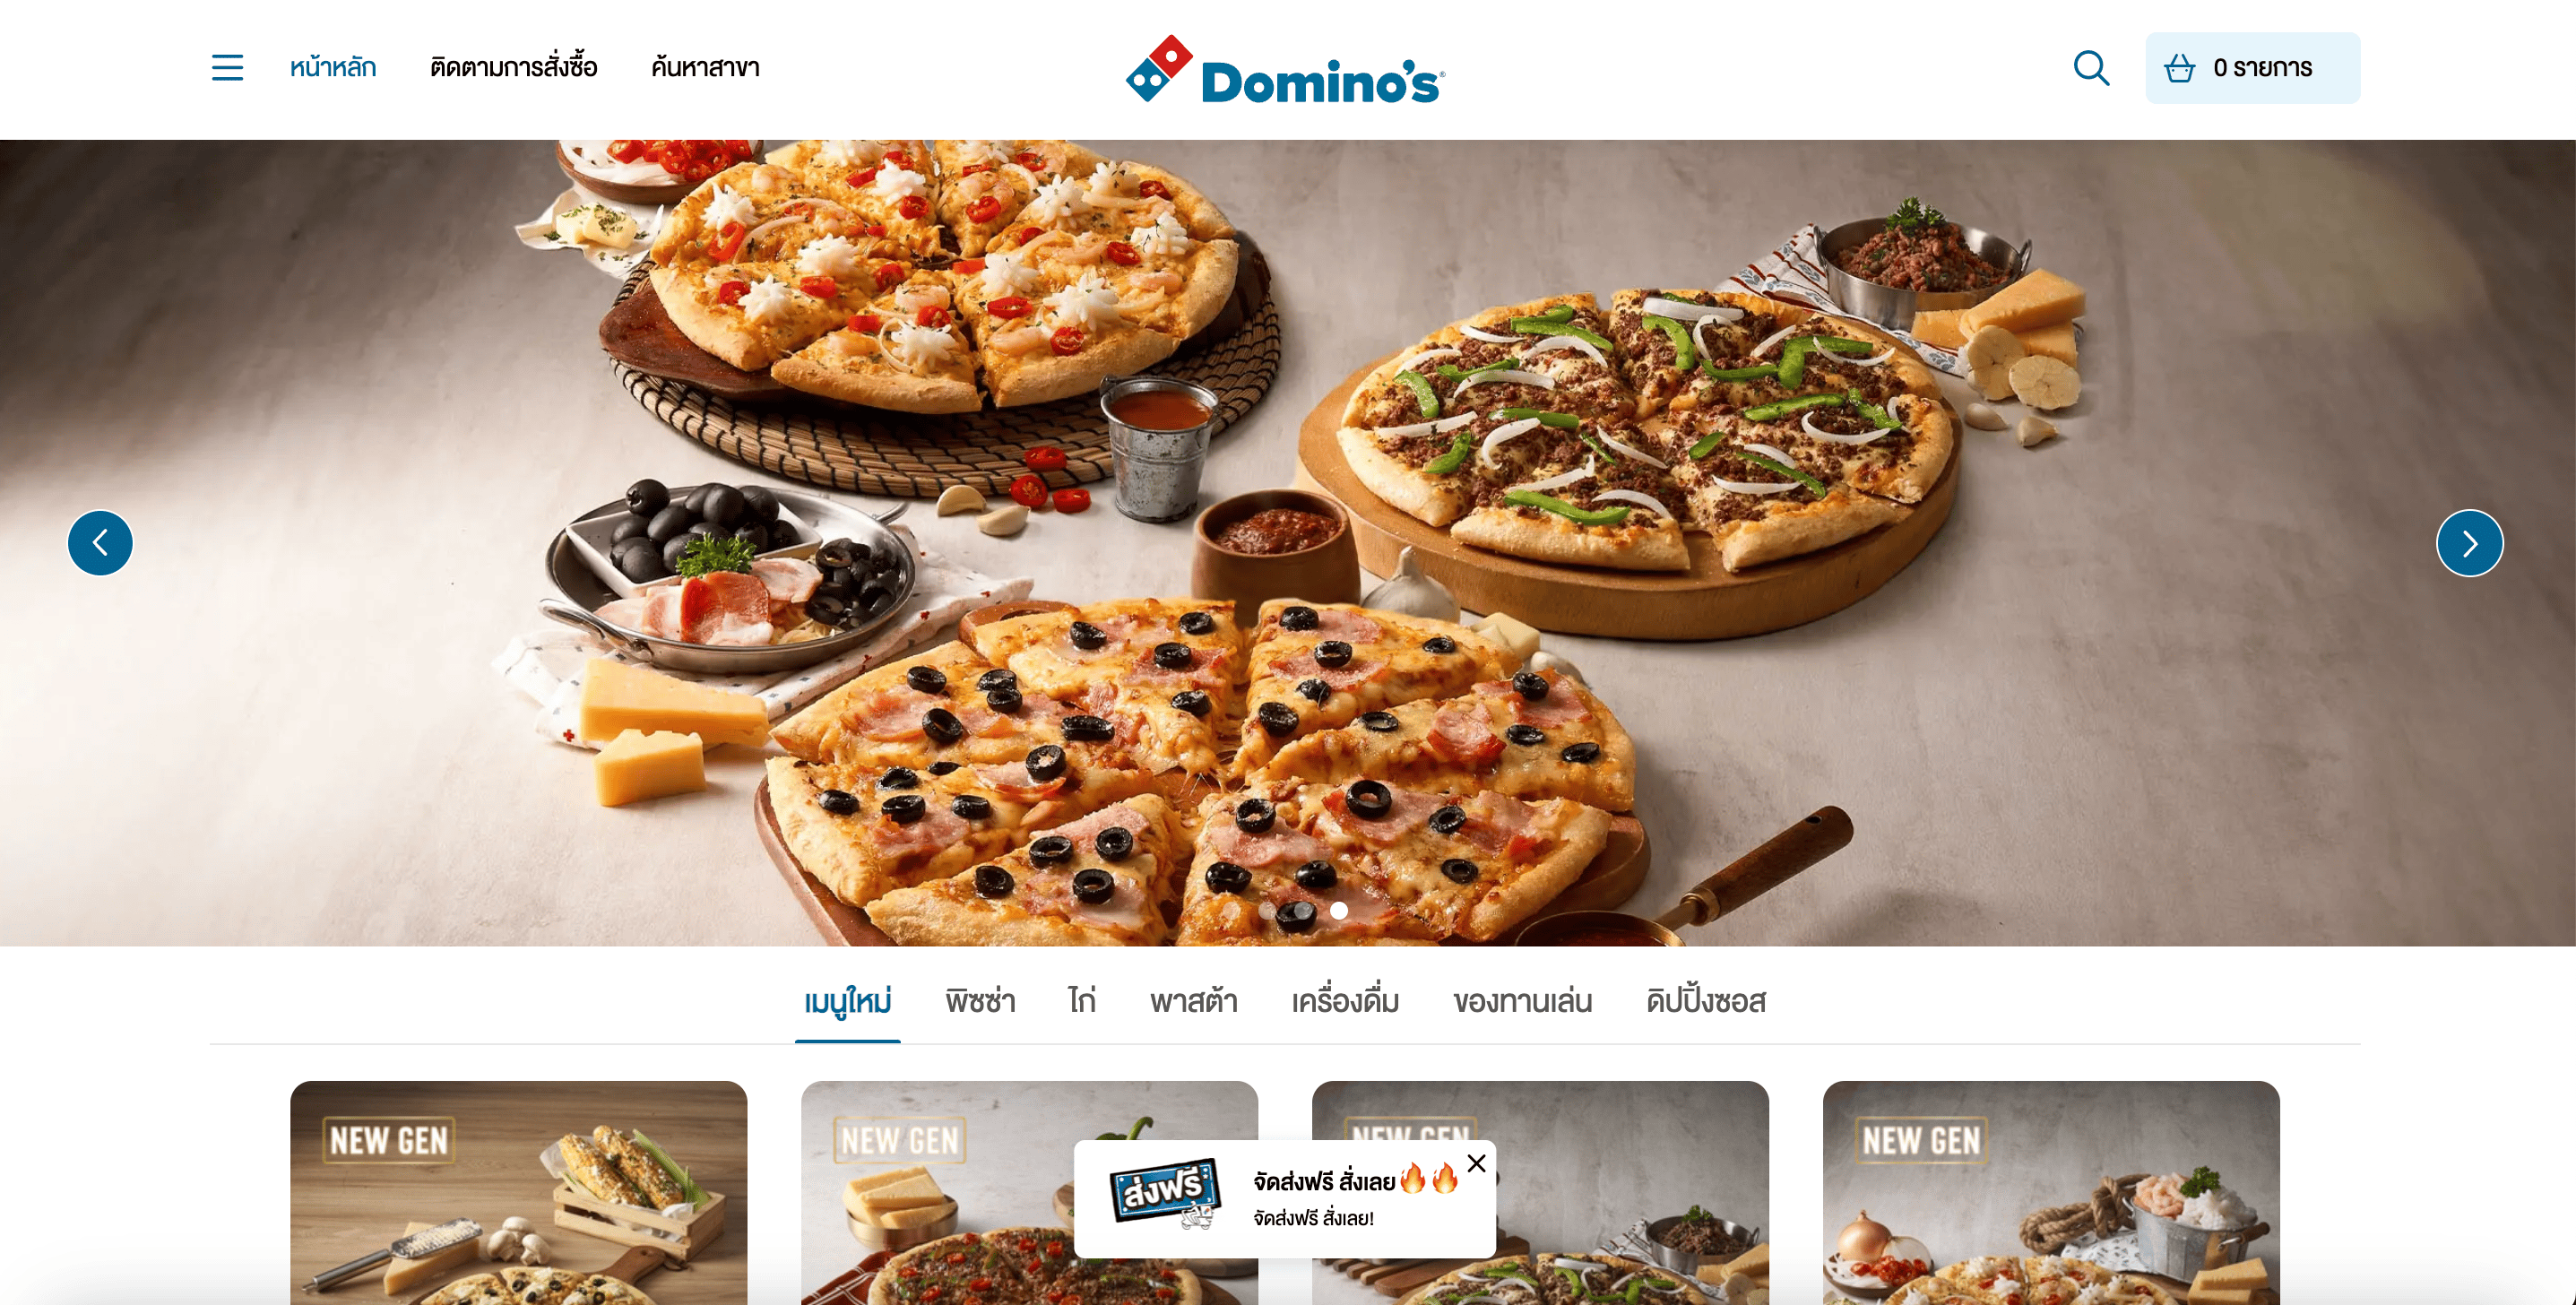 หน้าหลัก
ติดตามการสั่งซื้อ
ค้นหาสาขา
Domino's®
0 รายการ
เมนูใหม่
พิซซ่า
ไก่
พาสต้า
เครื่องดื่ม
ของทานเล่น
ดิปปิ้งซอส
NEW GEN
NEW GEN
NEW GEN
NEW GEN
ส่งฟรี
จัดส่งฟรี สั่งเลย🔥🔥
จัดส่งฟรี สั่งเลย!